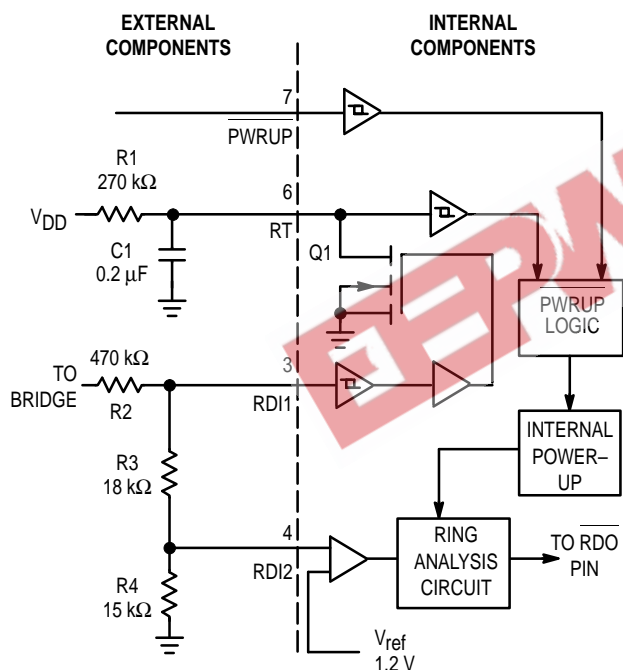 EXTERNAL
COMPONENTS
INTERNAL
COMPONENTS
7
PWRUP
R1
270 kΩ
6
VDD
RT
C1
0.2 µF
Q1
PWRUP
LOGIC
470 kΩ
3
TO
BRIDGE
R2
RDI1
INTERNAL
POWER–
UP
R3
18 kΩ
4
RDI2
RING
ANALYSIS
CIRCUIT
TO RDO
PIN
R4
15 kΩ
Vref
1.2 V